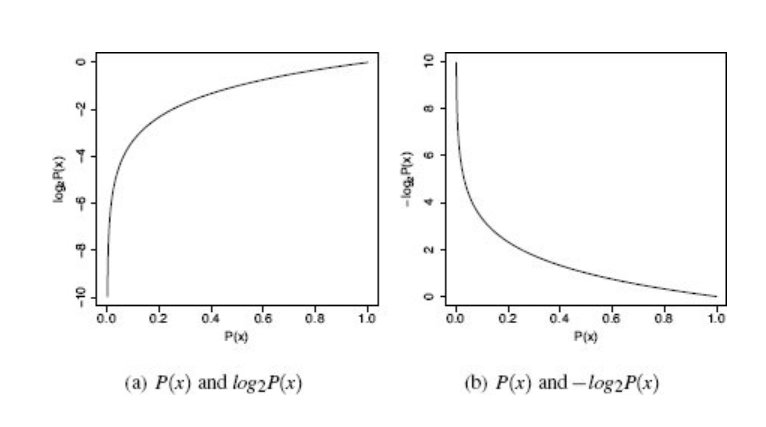 0
−2
−4
−6
−8
−10
log₂P(x)
0.0 0.2 0.4 0.6 0.8 1.0
P(x)
(a) P(x) and log₂P(x)
10
8
6
4
2
0
−log₂P(x)
0.0 0.2 0.4 0.6 0.8 1.0
P(x)
(b) P(x) and −log₂P(x)